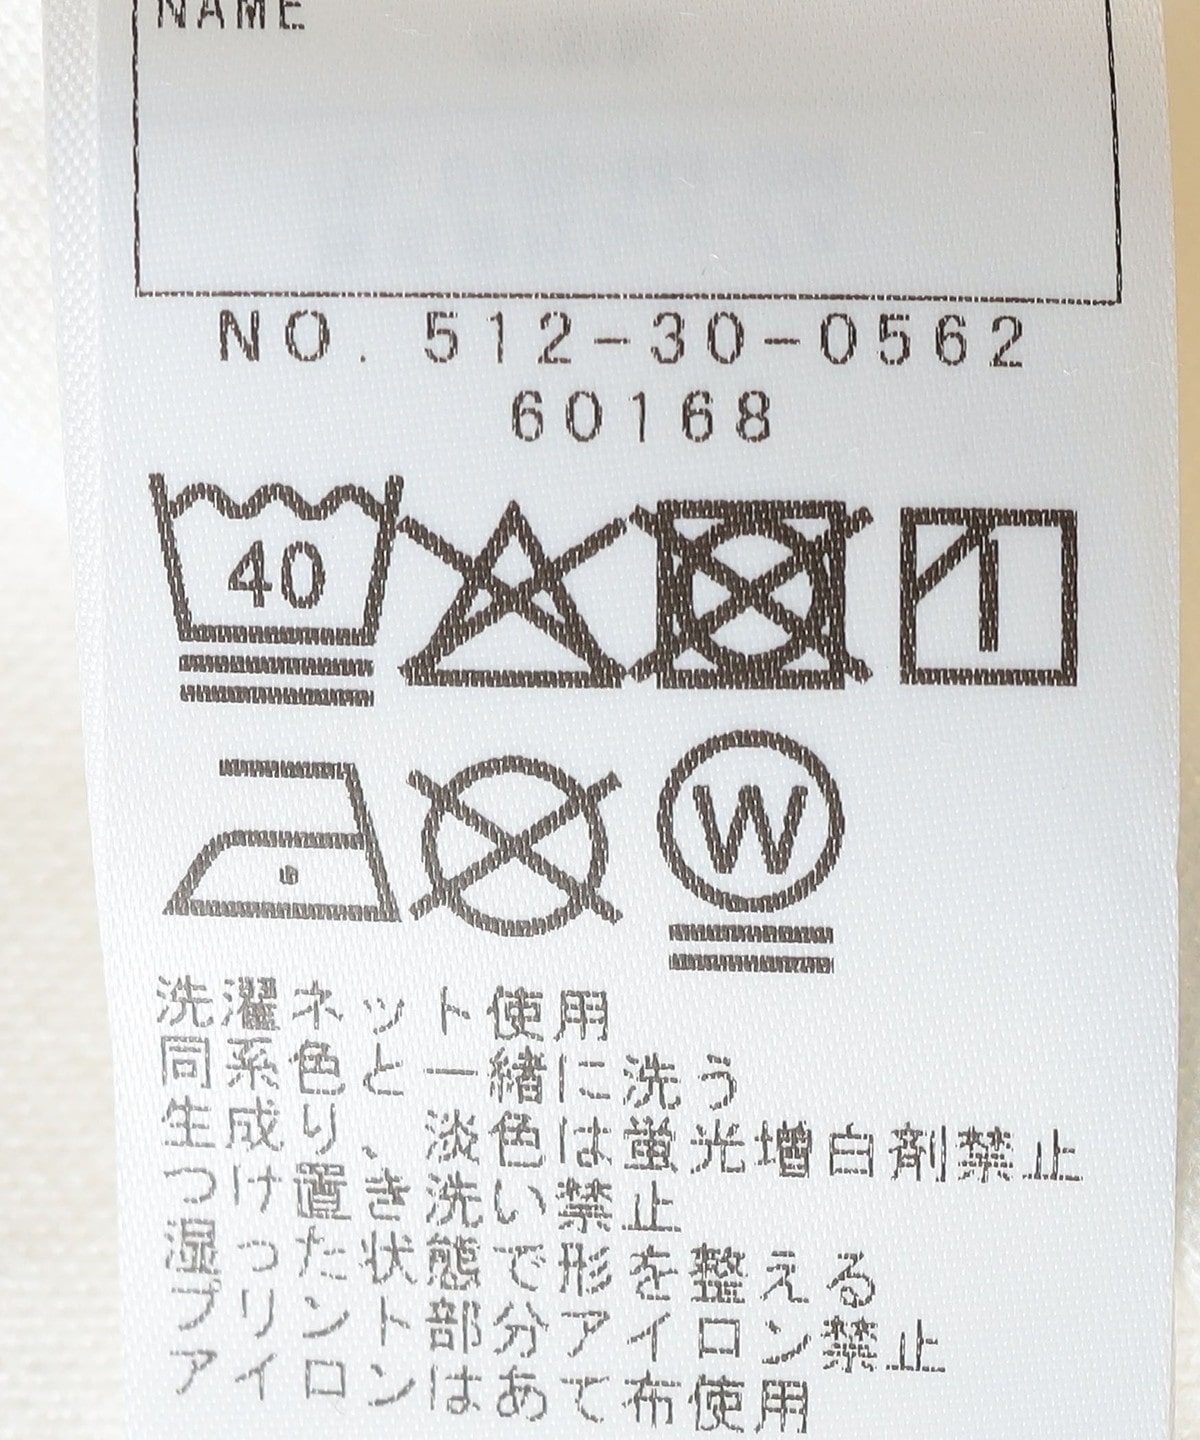 NAME
NO. 512-30-0562
60168
40
W
洗濯ネット使用
同系色と一緒に洗う
生成り、淡色は蛍光増白剤禁止
つけ置き洗い禁止
湿った状態で形を整える
プリント部分アイロン禁止
アイロンはあて布使用